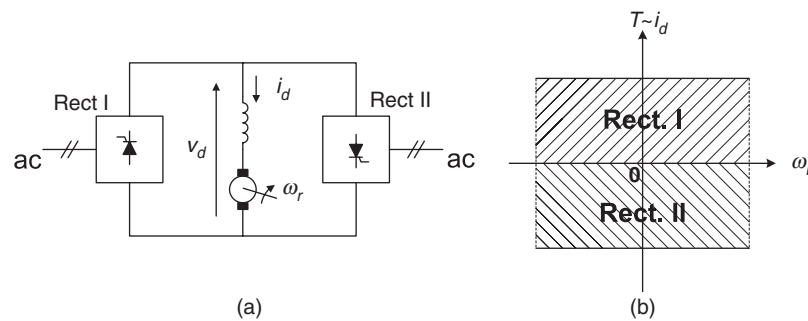 T~i_d
Rect I
i_d
Rect II
Rect. I
v_d
ac
ac
0
ω_r
ω_r
Rect. II
(a)
(b)